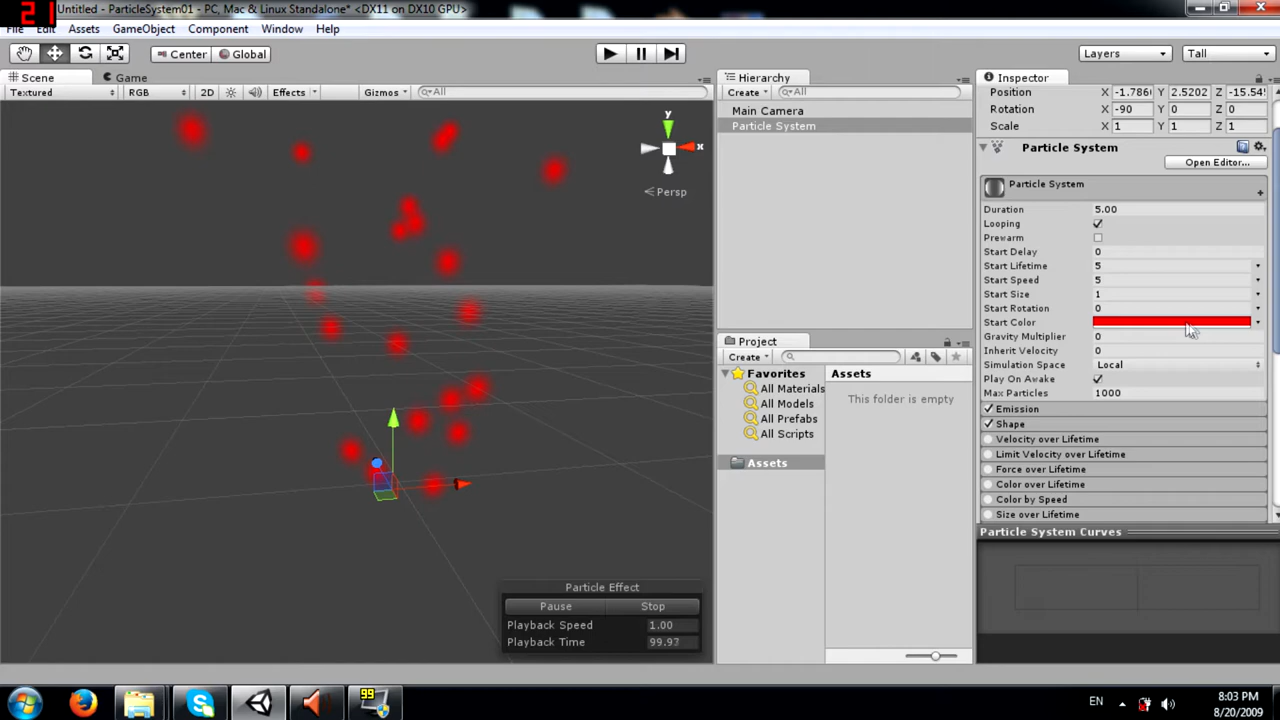 21
Untitled - ParticleSystem01 - PC, Mac & Linux Standalone* <DX11 on DX10 GPU>
File Edit Assets GameObject Component Window Help
Center Global Layers Tall
Scene Game
Textured RGB 2D Effects Gizmos All
y
x
Persp
Particle Effect
Pause Stop
Playback Speed 1.00
Playback Time 99.97
Hierarchy
Create All
Main Camera
Particle System
Project
Create
Favorites
All Materials
All Models
All Prefabs
All Scripts
Assets
Assets
This folder is empty
Inspector
Position X Y 2.5202 Z
Rotation X -90 Y 0 Z 0
Scale X 1 Y 1 Z 1
Particle System
Open Editor...
Particle System
Duration 5.00
Looping
Prewarm
Start Delay 0
Start Lifetime 5
Start Speed 5
Start Size 1
Start Rotation 0
Start Color
Gravity Multiplier 0
Inherit Velocity 0
Simulation Space Local
Play On Awake
Max Particles 1000
Emission
Shape
Velocity over Lifetime
Limit Velocity over Lifetime
Force over Lifetime
Color over Lifetime
Color by Speed
Size over Lifetime
Particle System Curves
99
EN
8:03 PM
8/20/2009